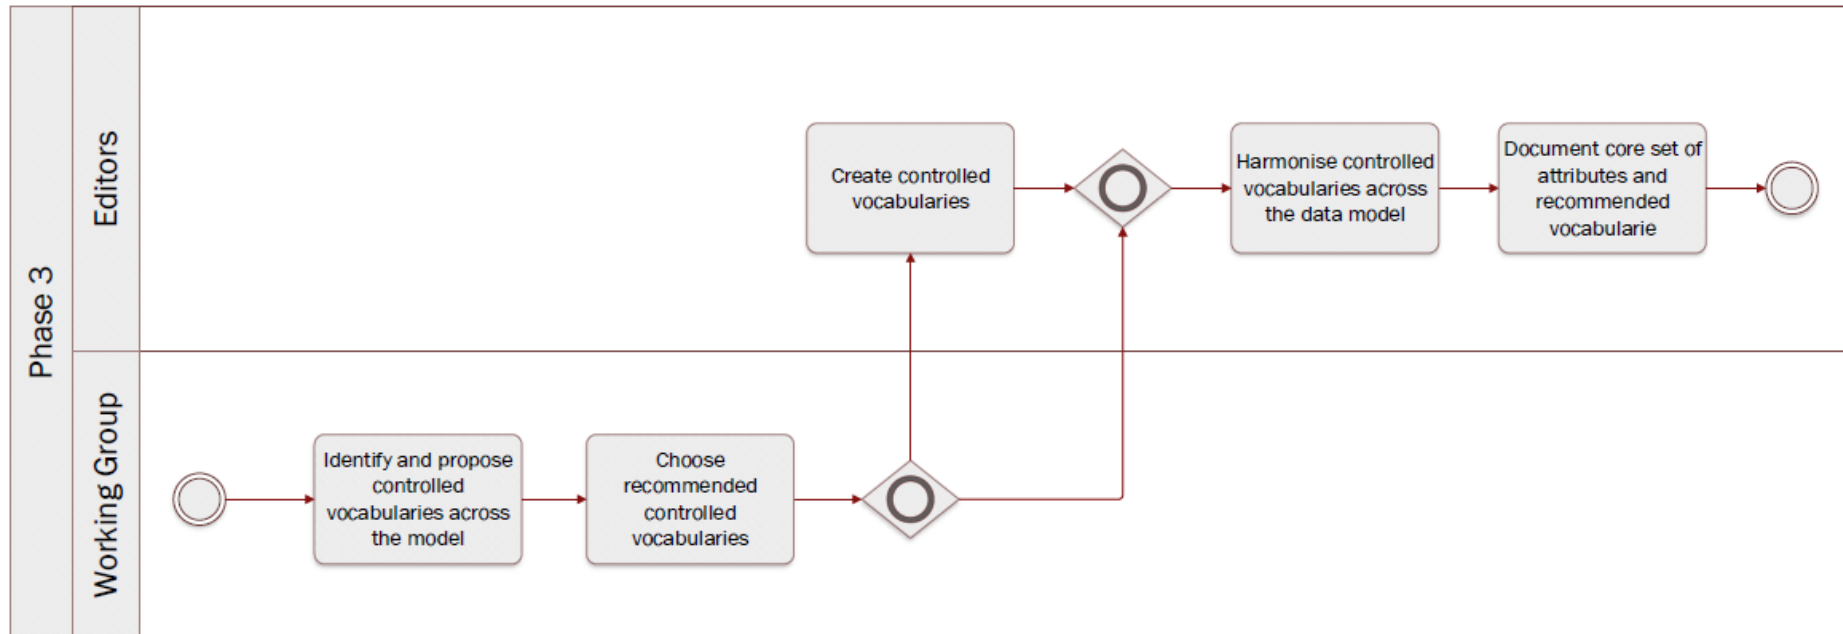 Phase 3
Editors
Create controlled
vocabularies
Harmonise controlled
vocabularies across
the data model
Document core set of
attributes and
recommended
vocabularie
Working Group
Identify and propose
controlled
vocabularies across
the model
Choose
recommended
controlled
vocabularies